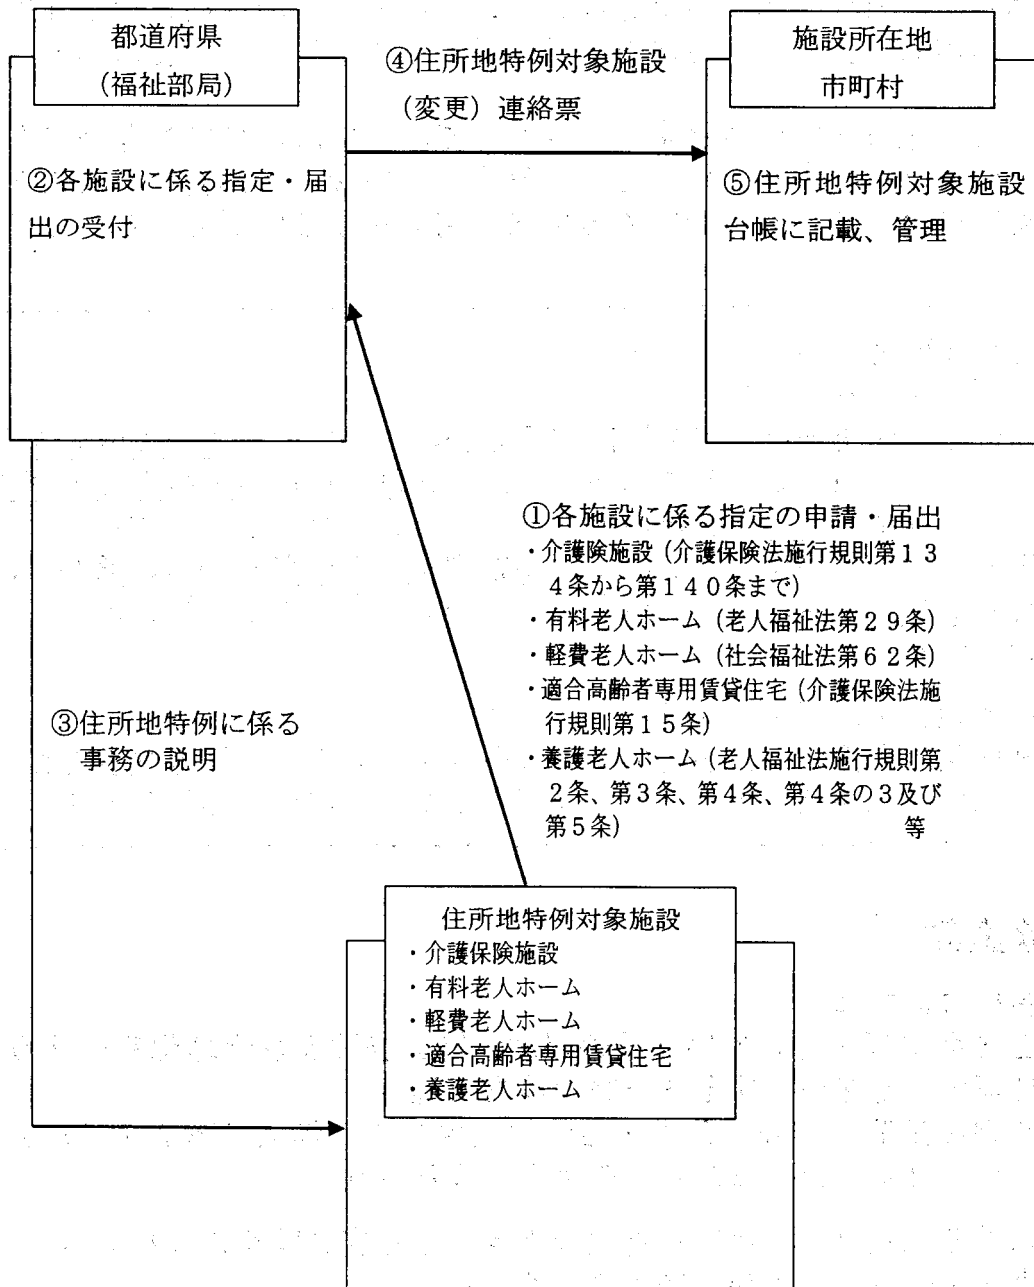 都道府県
（福祉部局）
④住所地特例対象施設
（変更）連絡票
施設所在地
市町村
②各施設に係る指定・届
出の受付
⑤住所地特例対象施設
台帳に記載、管理
①各施設に係る指定の申請・届出
・介護険施設（介護保険法施行規則第１３
４条から第１４０条まで）
・有料老人ホーム（老人福祉法第２９条）
・軽費老人ホーム（社会福祉法第６２条）
・適合高齢者専用賃貸住宅（介護保険法施
行規則第１５条）
・養護老人ホーム（老人福祉法施行規則第
２条、第３条、第４条、第４条の３及び
第５条）　等
③住所地特例に係る
事務の説明
住所地特例対象施設
・介護保険施設
・有料老人ホーム
・軽費老人ホーム
・適合高齢者専用賃貸住宅
・養護老人ホーム